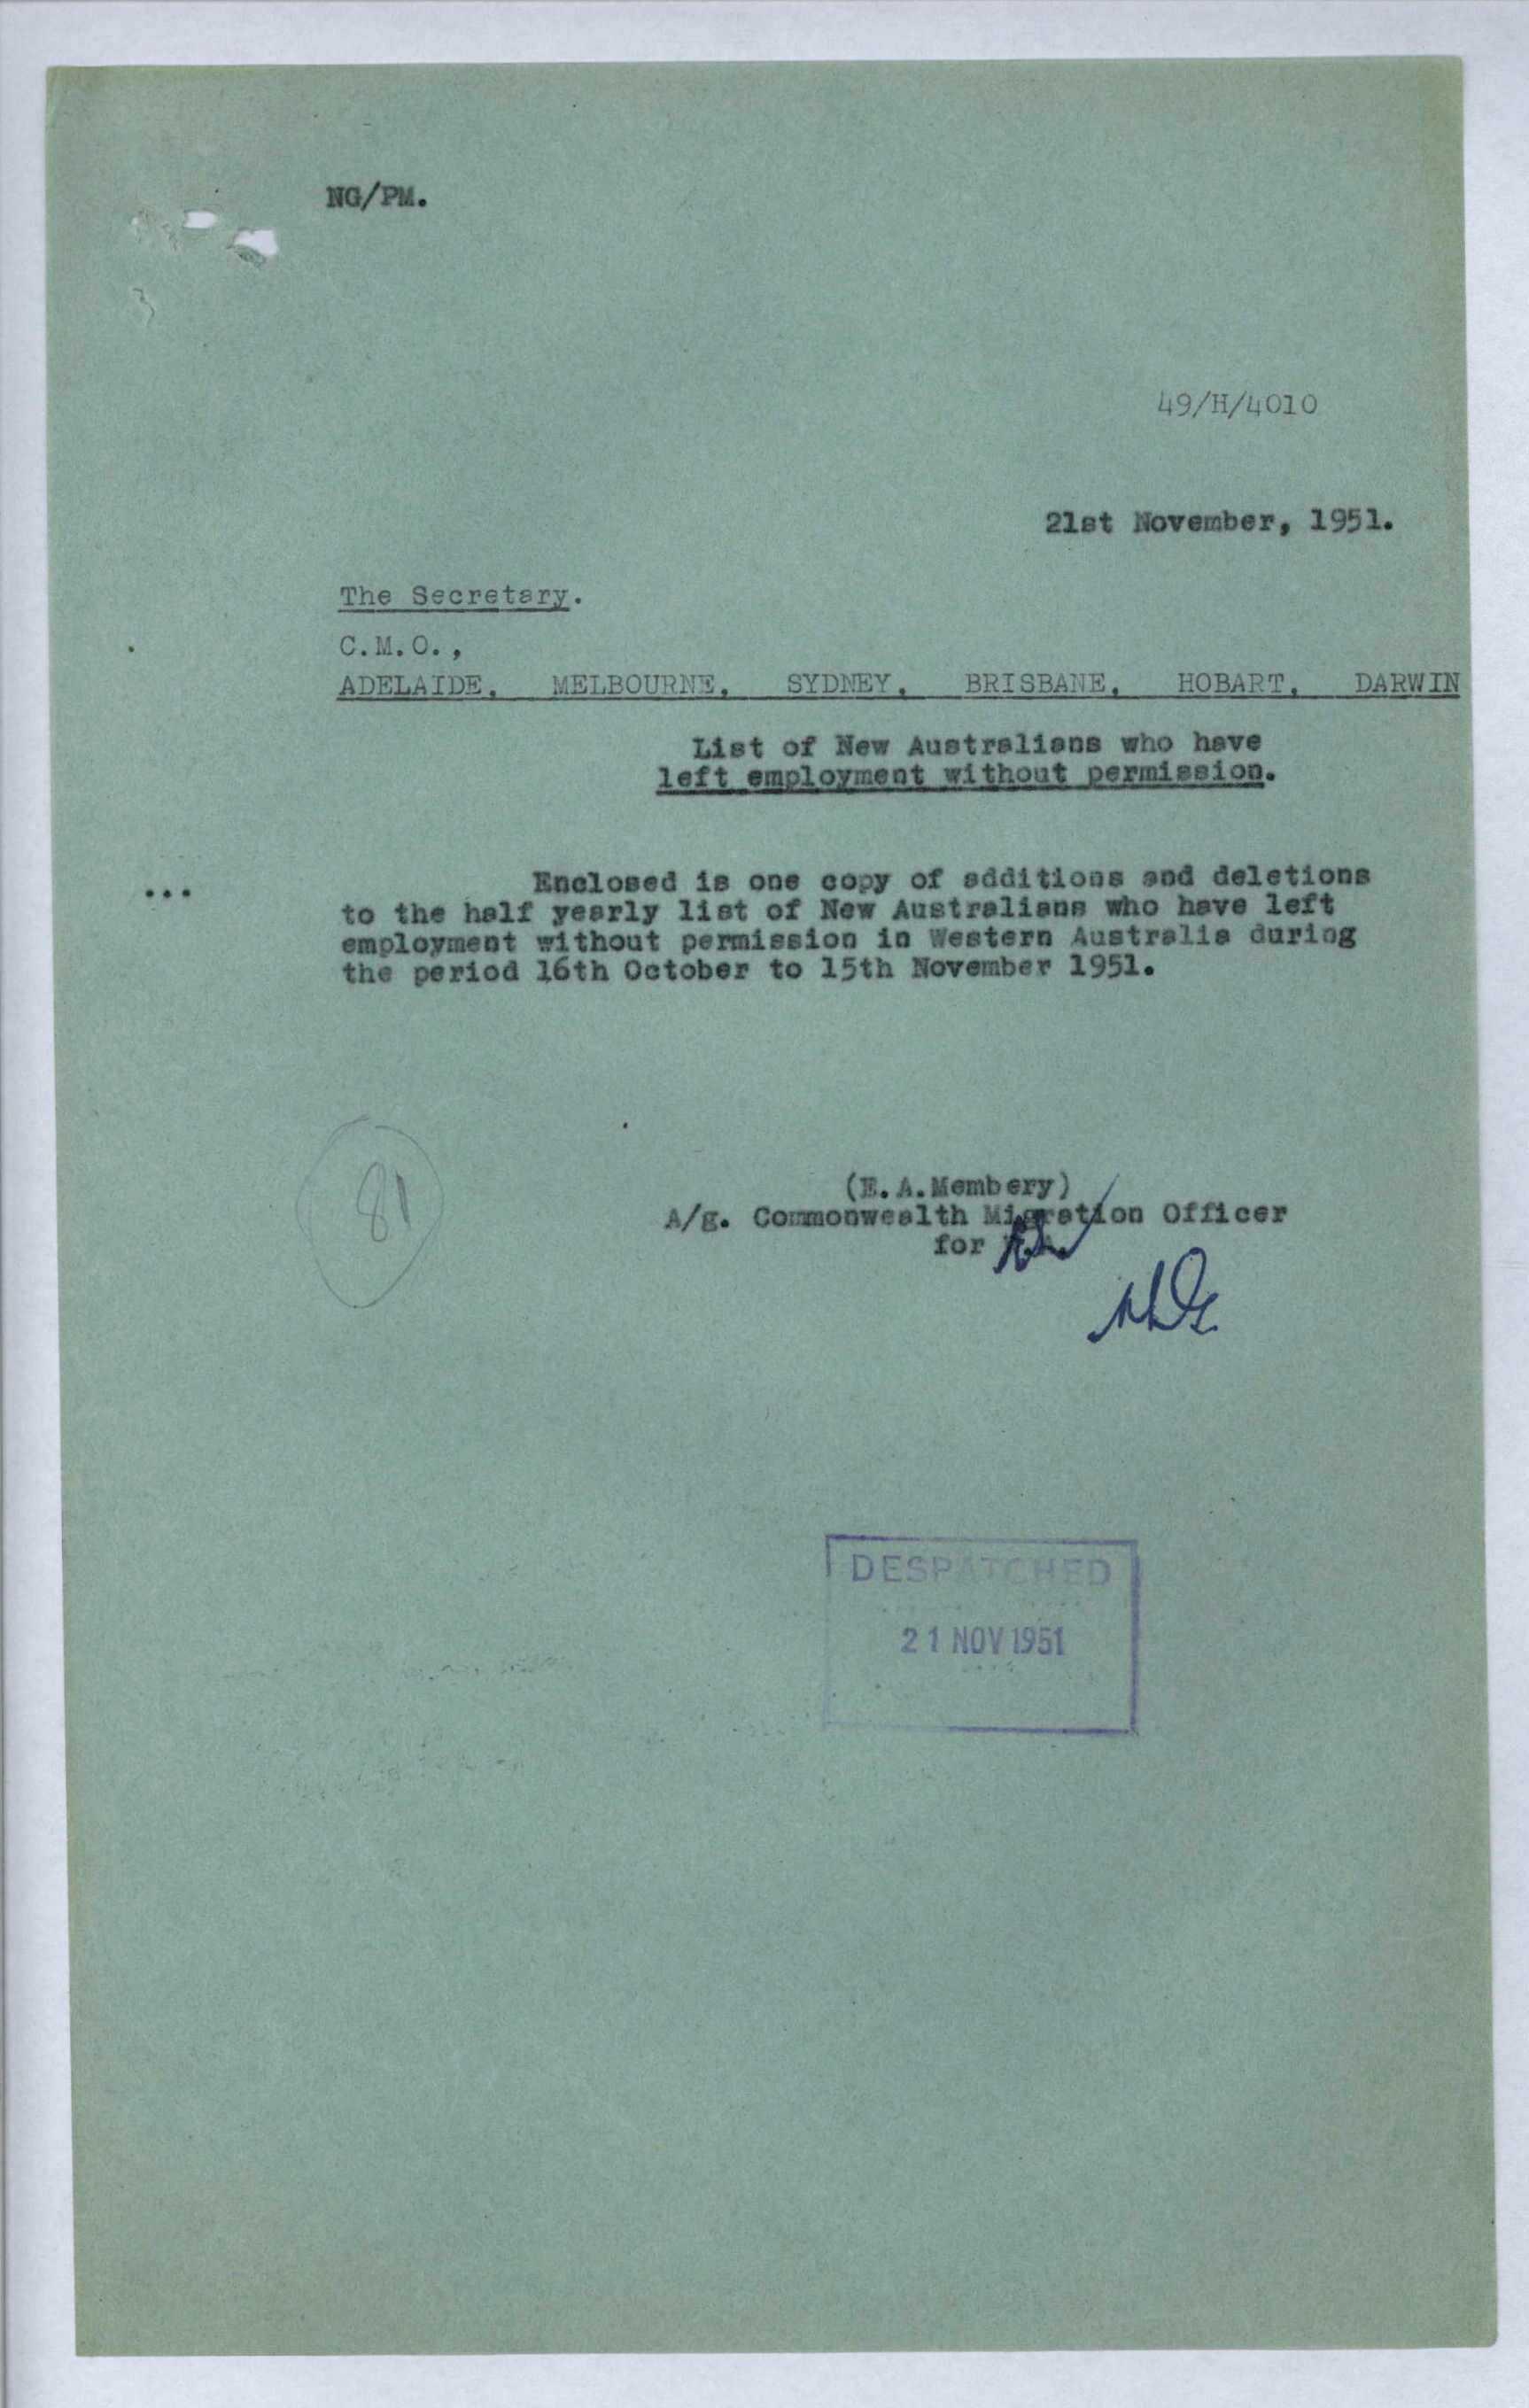 NG/PM.
49/H/4010
21st November, 1951.
The Secretary.
C.M.O.,
ADELAIDE, MELBOURNE, SYDNEY, BRISBANE, HOBART, DARWIN
List of New Australians who have
left employment without permission.
... Enclosed is one copy of additions and deletions
to the half yearly list of New Australians who have left
employment without permission in Western Australia during
the period 16th October to 15th November 1951.
81
(E.A.Membery)
A/g. Commonwealth Migration Officer
for
DESPATCHED
21 NOV 1951